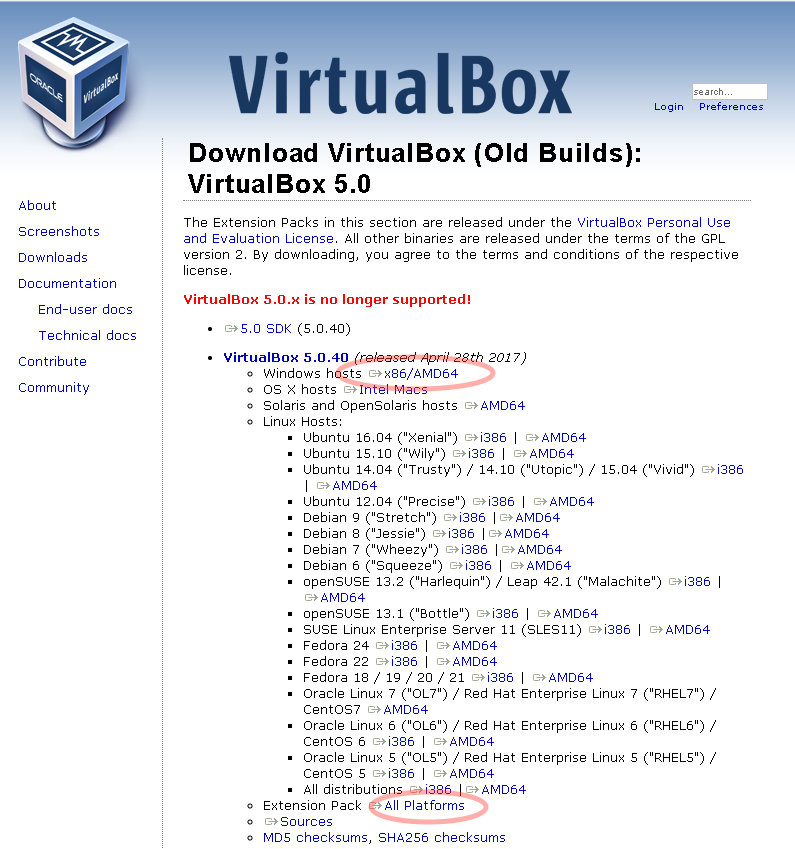 ORACLE
VirtualBox
VirtualBox
search...
Login Preferences
Download VirtualBox (Old Builds):
VirtualBox 5.0
About
Screenshots
Downloads
Documentation
End-user docs
Technical docs
Contribute
Community
The Extension Packs in this section are released under the VirtualBox Personal Use
and Evaluation License. All other binaries are released under the terms of the GPL
version 2. By downloading, you agree to the terms and conditions of the respective
license.
VirtualBox 5.0.x is no longer supported!
• 5.0 SDK (5.0.40)
• VirtualBox 5.0.40 (released April 28th 2017)
Windows hosts x86/AMD64
OS X hosts Intel Macs
Solaris and OpenSolaris hosts AMD64
Linux Hosts:
Ubuntu 16.04 ("Xenial") i386 | AMD64
Ubuntu 15.10 ("Wily") i386 | AMD64
Ubuntu 14.04 ("Trusty") / 14.10 ("Utopic") / 15.04 ("Vivid") i386
| AMD64
Ubuntu 12.04 ("Precise") i386 | AMD64
Debian 9 ("Stretch") i386 | AMD64
Debian 8 ("Jessie") i386 | AMD64
Debian 7 ("Wheezy") i386 | AMD64
Debian 6 ("Squeeze") i386 | AMD64
openSUSE 13.2 ("Harlequin") / Leap 42.1 ("Malachite") i386 |
AMD64
openSUSE 13.1 ("Bottle") i386 | AMD64
SUSE Linux Enterprise Server 11 (SLES11) i386 | AMD64
Fedora 24 i386 | AMD64
Fedora 22 i386 | AMD64
Fedora 18 / 19 / 20 / 21 i386 | AMD64
Oracle Linux 7 ("OL7") / Red Hat Enterprise Linux 7 ("RHEL7") /
CentOS7 AMD64
Oracle Linux 6 ("OL6") / Red Hat Enterprise Linux 6 ("RHEL6") /
CentOS 6 i386 | AMD64
Oracle Linux 5 ("OL5") / Red Hat Enterprise Linux 5 ("RHEL5") /
CentOS 5 i386 | AMD64
All distributions i386 | AMD64
Extension Pack All Platforms
Sources
MD5 checksums, SHA256 checksums